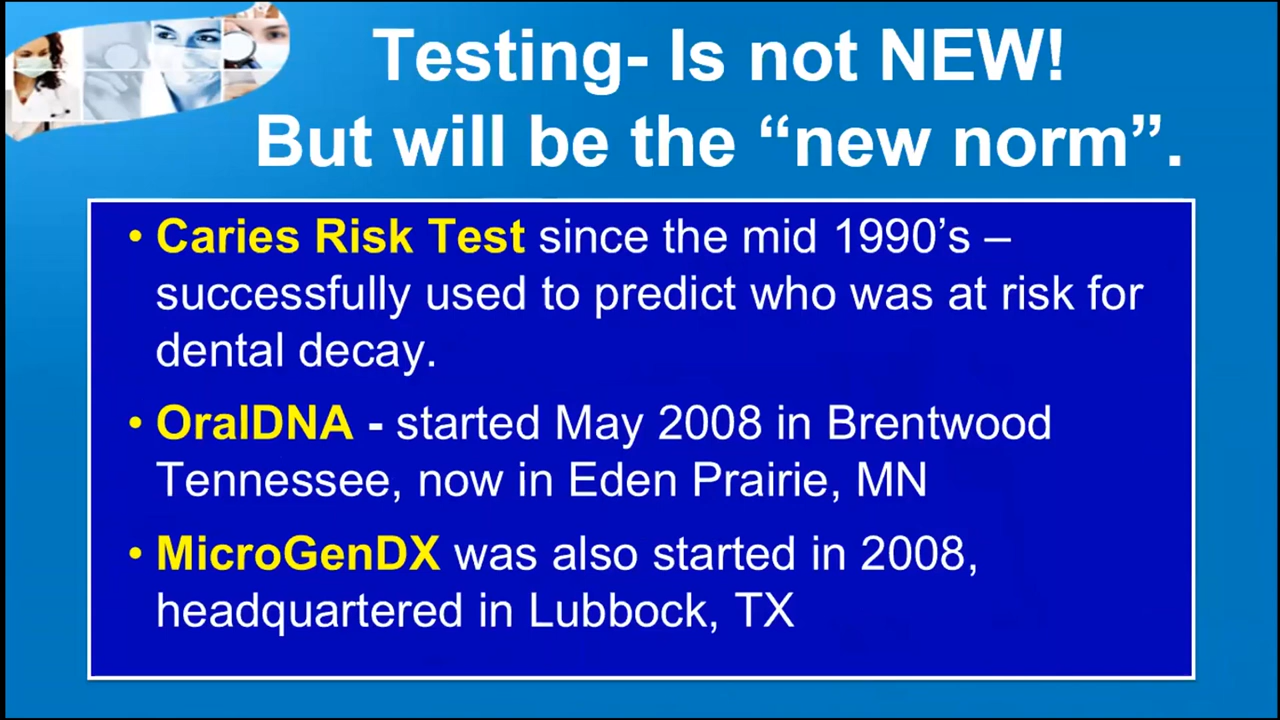 Testing- Is not NEW!
But will be the “new norm”.
• Caries Risk Test since the mid 1990’s –
successfully used to predict who was at risk for
dental decay.
• OralDNA - started May 2008 in Brentwood
Tennessee, now in Eden Prairie, MN
• MicroGenDX was also started in 2008,
headquartered in Lubbock, TX